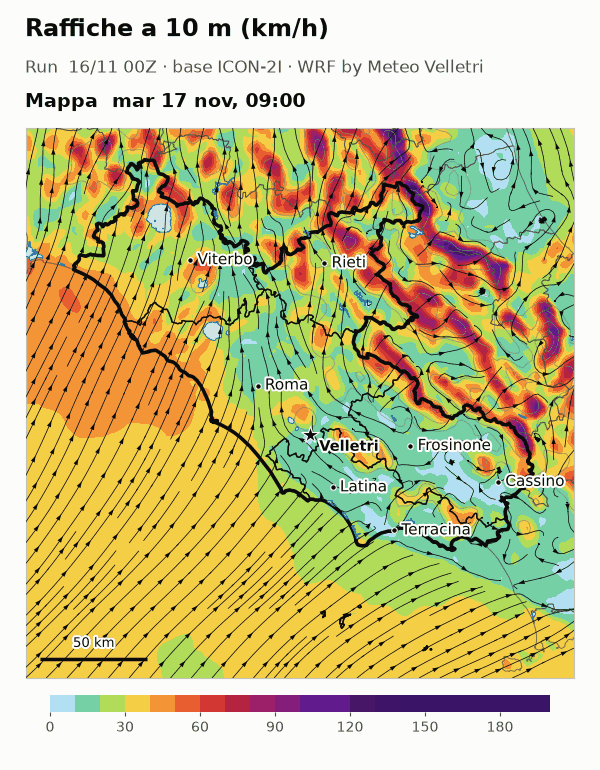 Raffiche a 10 m (km/h)
Run 16/11 00Z · base ICON-2I · WRF by Meteo Velletri
Mappa mar 17 nov, 09:00
Viterbo
Rieti
Roma
Velletri
Frosinone
Cassino
Latina
Terracina
50 km
0 30 60 90 120 150 180